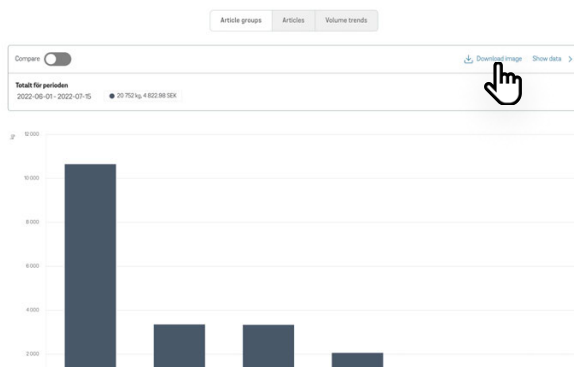 Article groups Articles Volume trends
Compare Download image Show data
Totalt för perioden
2022-06-01 - 2022-07-15 20 752 kg, 4 822.98 SEK
12 000
10 000
8 000
6 000
4 000
2 000